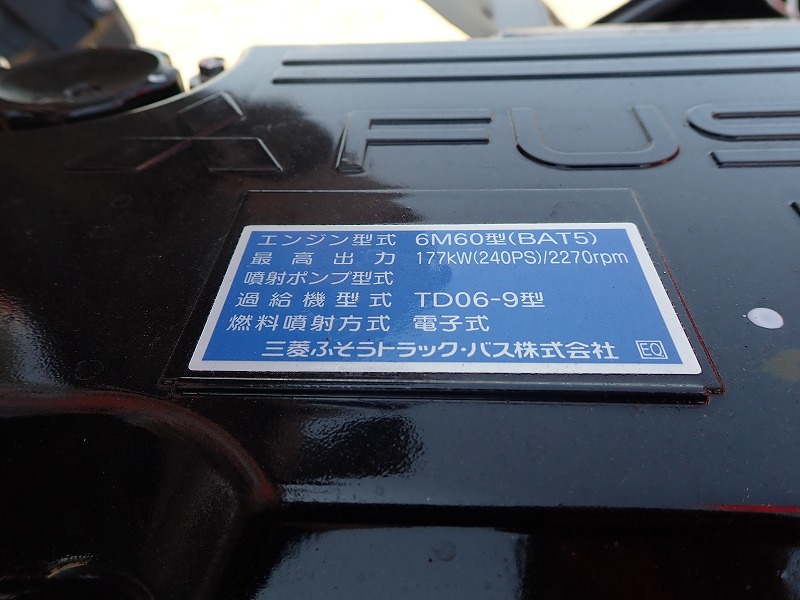 FUS
エンジン型式 6M60型(BAT5)
最高出力 177kW(240PS)/2270rpm
噴射ポンプ型式
過給機型式 TD06-9型
燃料噴射方式 電子式
三菱ふそうトラック・バス株式会社 EQ